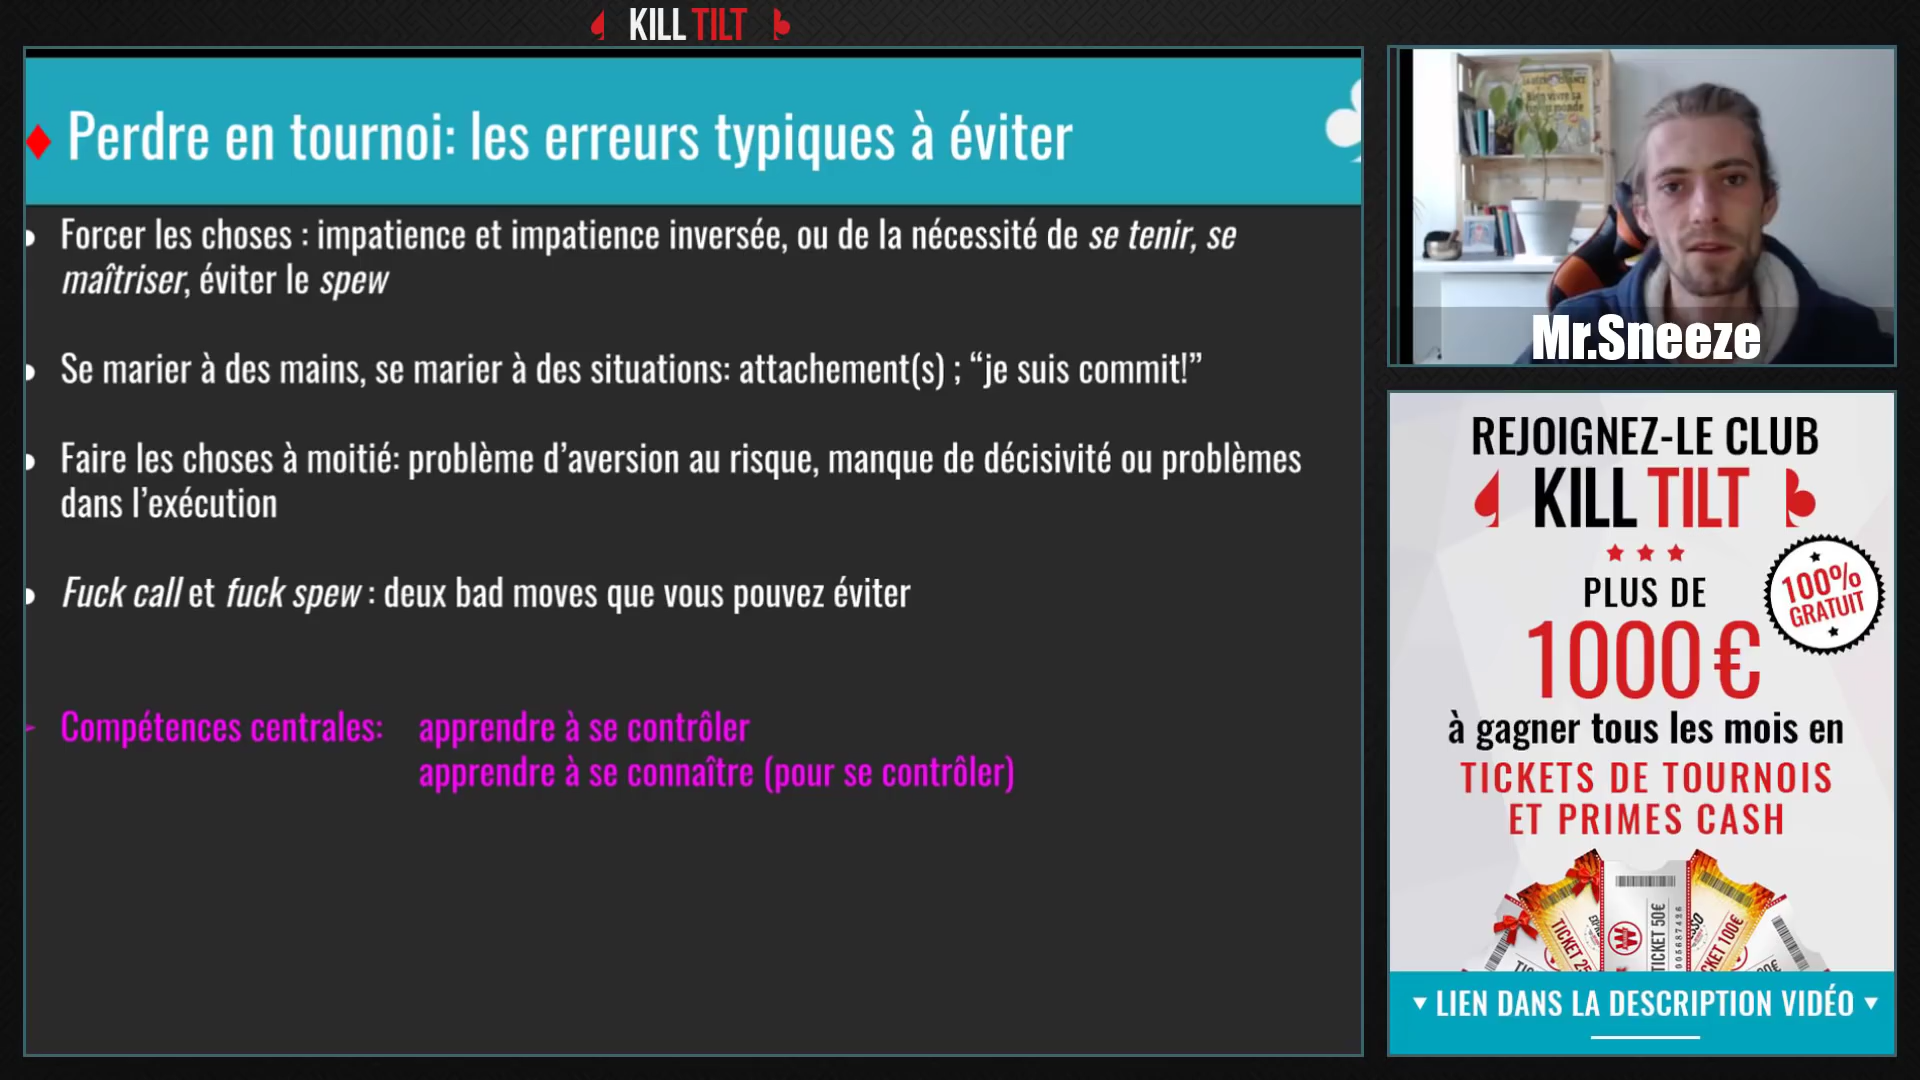 KILL TILT
Perdre en tournoi: les erreurs typiques à éviter
Forcer les choses : impatience et impatience inversée, ou de la nécessité de se tenir, se
maîtriser, éviter le spew
Se marier à des mains, se marier à des situations: attachement(s) ; “je suis commit!”
Faire les choses à moitié: problème d’aversion au risque, manque de décisivité ou problèmes
dans l’exécution
Fuck call et fuck spew : deux bad moves que vous pouvez éviter
Compétences centrales: apprendre à se contrôler
apprendre à se connaître (pour se contrôler)
Bien vivre sa
Mr.Sneeze
REJOIGNEZ-LE CLUB
KILL TILT
PLUS DE
100%
GRATUIT
1000 €
à gagner tous les mois en
TICKETS DE TOURNOIS
ET PRIMES CASH
TICKET 50€
TICKET 100€
LIEN DANS LA DESCRIPTION VIDÉO